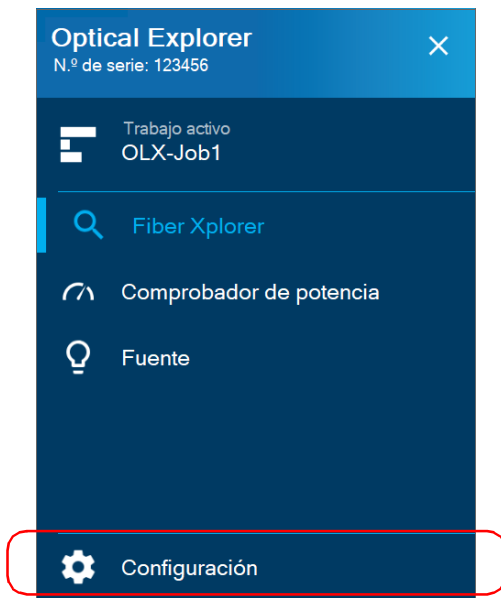 Optical Explorer
N.º de serie: 123456
Trabajo activo
OLX-Job1
Fiber Xplorer
Comprobador de potencia
Fuente
Configuración